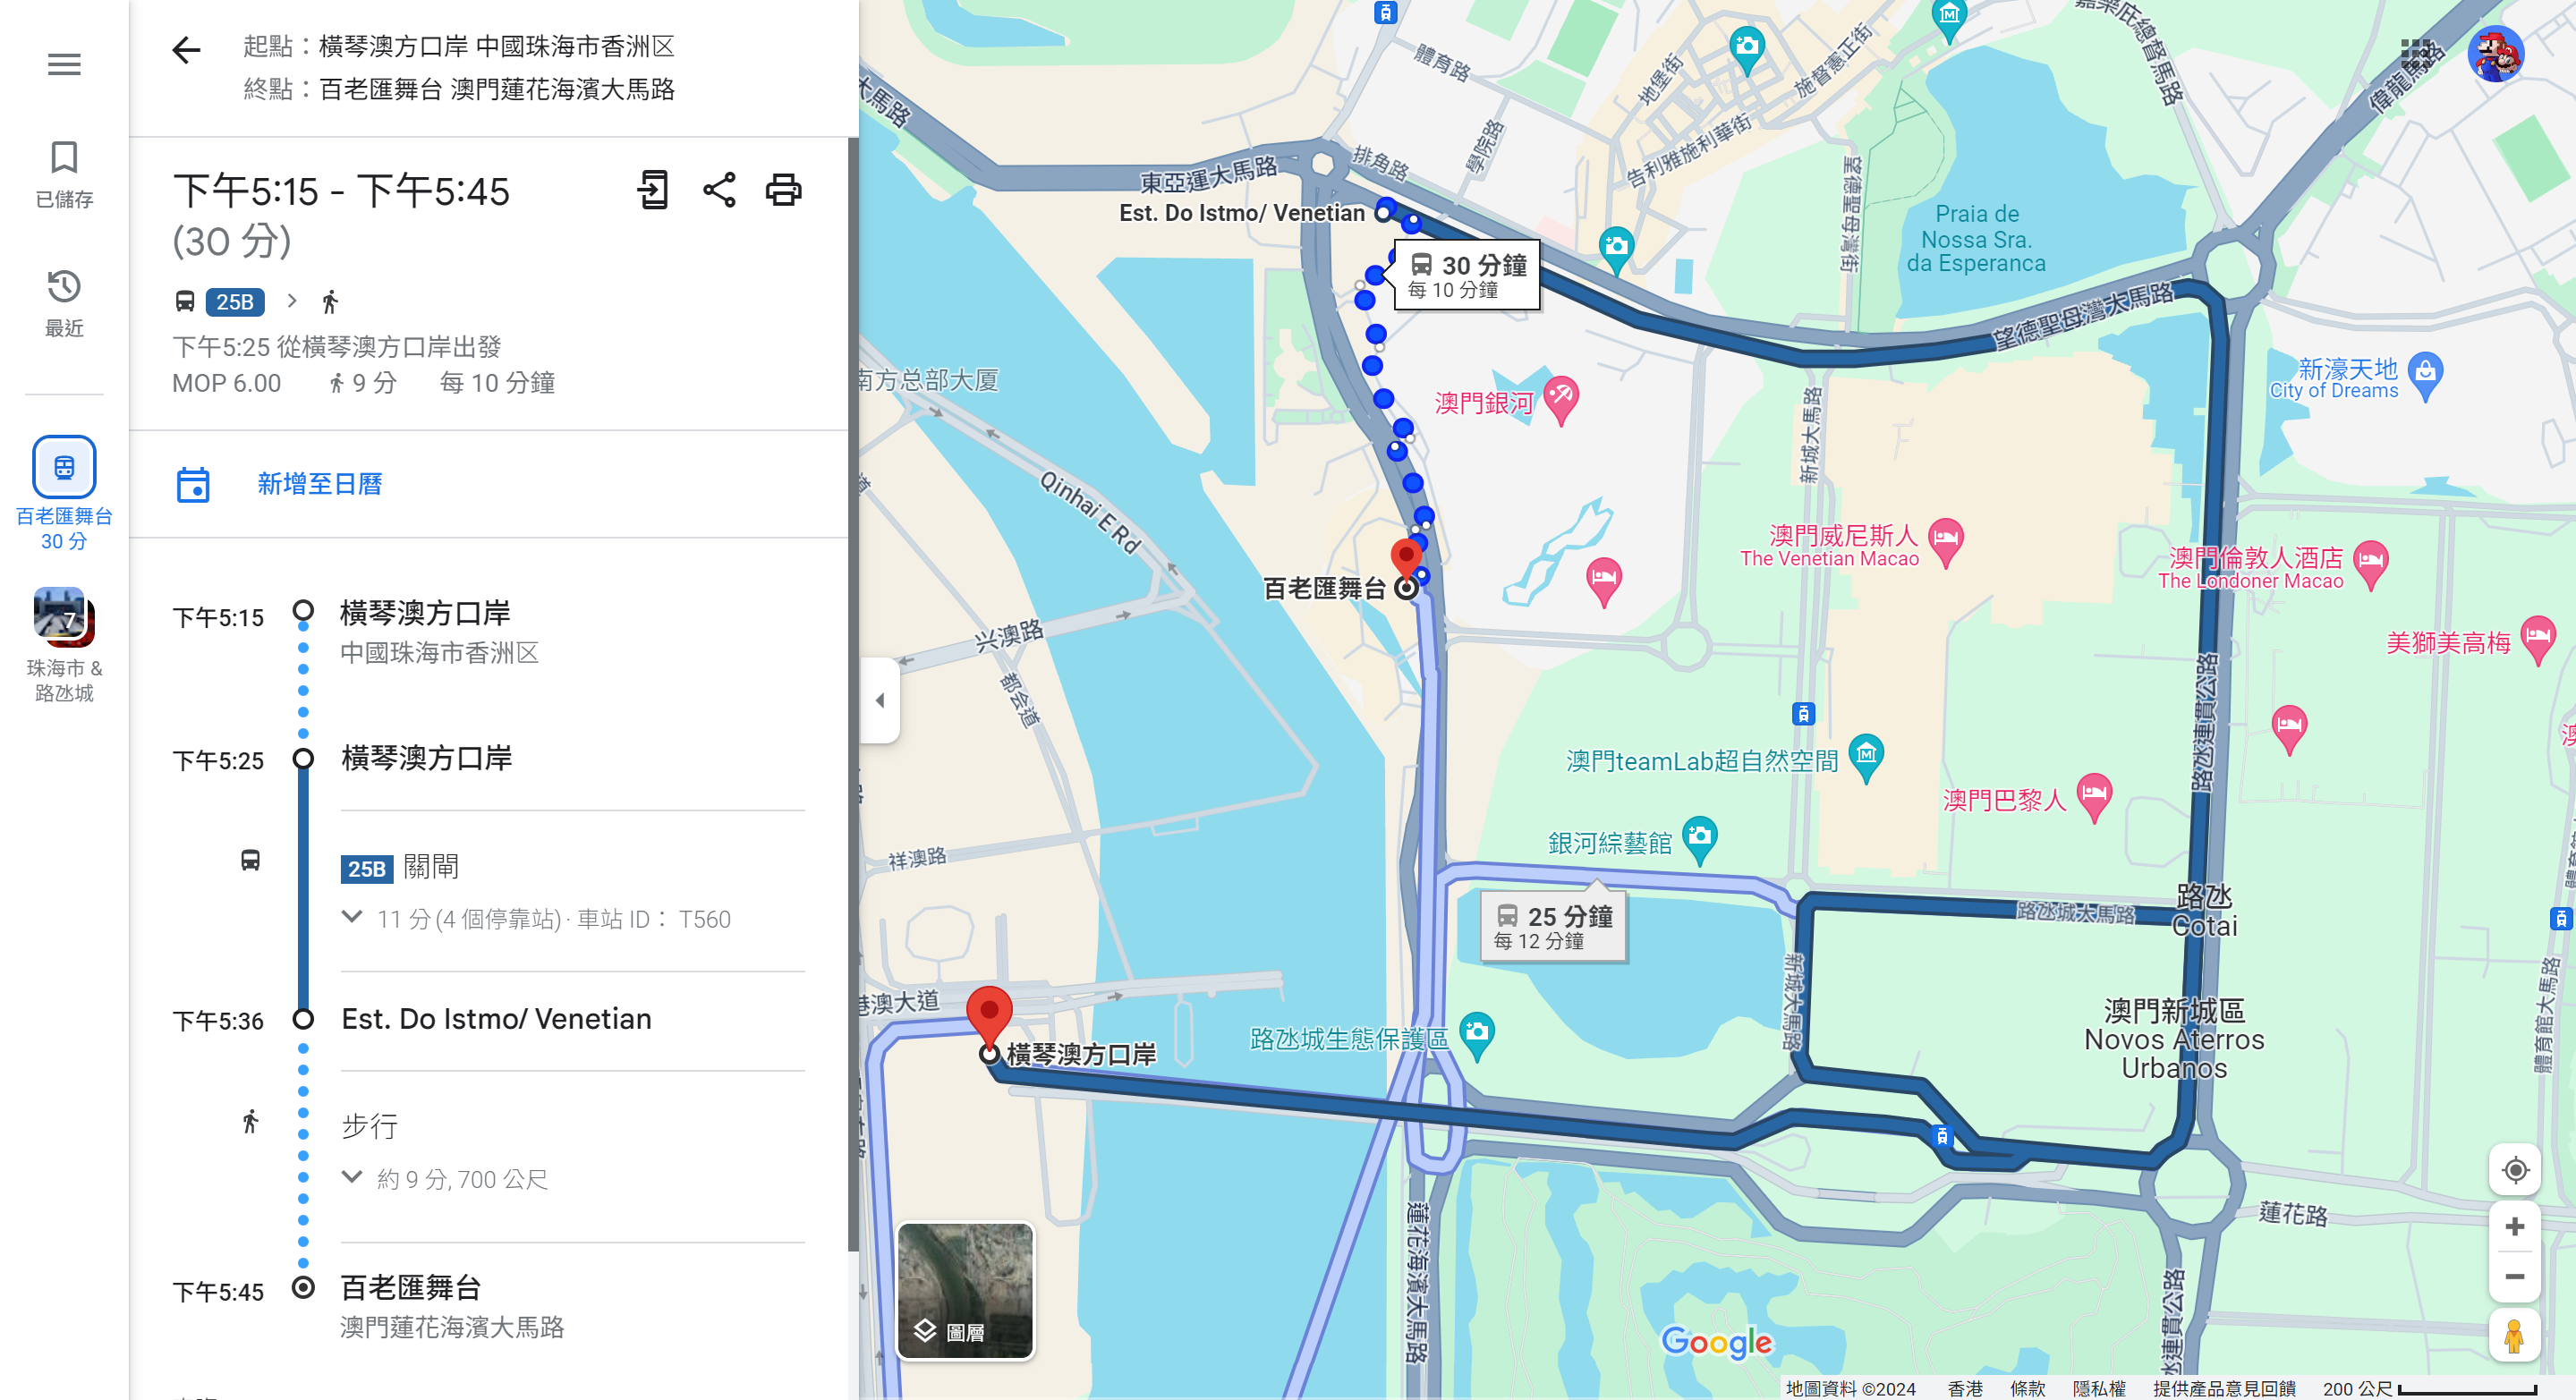 起點：橫琴澳方口岸 中國珠海市香洲区
終點：百老匯舞台 澳門蓮花海濱大馬路
已儲存
最近
百老匯舞台
30 分
7
珠海市 &
路氹城
下午5:15 - 下午5:45
(30 分)
25B
下午5:25 從橫琴澳方口岸出發
MOP 6.00 9 分 每 10 分鐘
新增至日曆
下午5:15 橫琴澳方口岸
中國珠海市香洲区
下午5:25 橫琴澳方口岸
25B 關閘
11 分 (4 個停靠站) · 車站 ID： T560
下午5:36 Est. Do Istmo/ Venetian
步行
約 9 分, 700 公尺
下午5:45 百老匯舞台
澳門蓮花海濱大馬路
體育路
地堡街
施督憲正街
嘉樂庇總督馬路
偉龍馬路
大馬路
東亞運大馬路
排角路
學院路
告利雅施利華街
望德聖母灣街
Est. Do Istmo/ Venetian
Praia de
Nossa Sra.
da Esperanca
30 分鐘
每 10 分鐘
望德聖母灣大馬路
南方总部大厦
澳門銀河
新城大馬路
新濠天地
City of Dreams
Qinhai E Rd
澳門威尼斯人
The Venetian Macao
澳門倫敦人酒店
The Londoner Macao
百老匯舞台
兴澳路
都会道
美獅美高梅
路氹連貫公路
澳門teamLab超自然空間
澳門巴黎人
銀河綜藝館
祥澳路
25 分鐘
每 12 分鐘
路氹城大馬路
路氹
Cotai
港澳大道
新城大馬路
體育館大馬路
澳門新城區
Novos Aterros
Urbanos
路氹城生態保護區
橫琴澳方口岸
蓮花路
蓮花海濱大馬路
氹連貫公路
圖層
Google
地圖資料 ©2024 香港 條款 隱私權 提供產品意見回饋 200 公尺